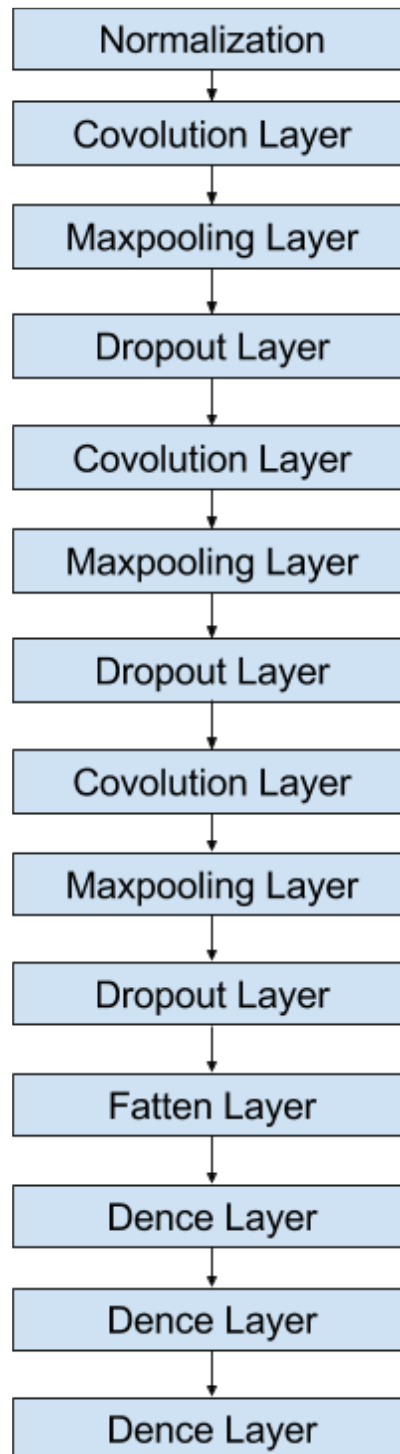 Normalization
Covolution Layer
Maxpooling Layer
Dropout Layer
Covolution Layer
Maxpooling Layer
Dropout Layer
Covolution Layer
Maxpooling Layer
Dropout Layer
Fatten Layer
Dence Layer
Dence Layer
Dence Layer